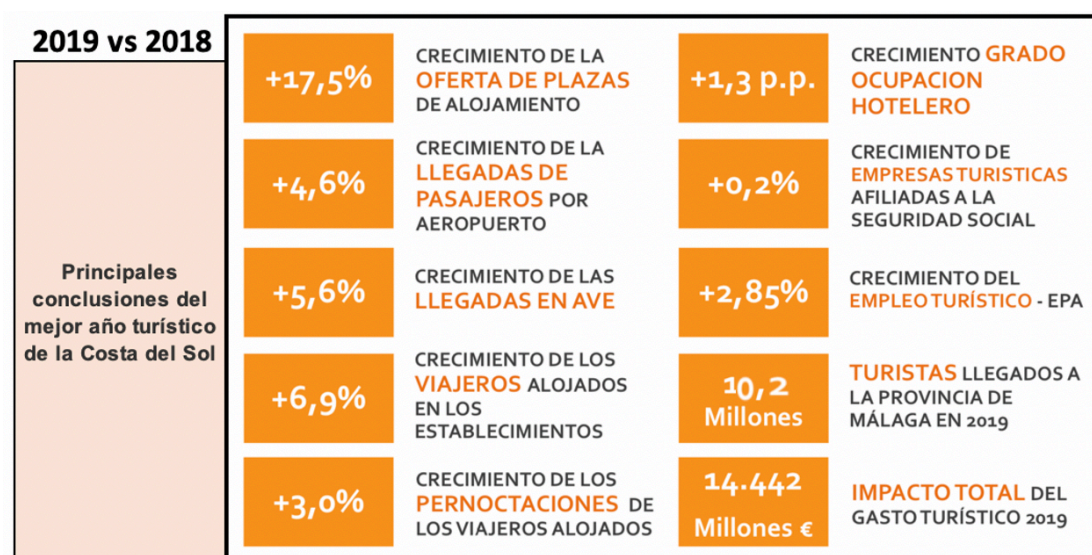 2019 vs 2018
Principales
conclusiones del
mejor año turístico
de la Costa del Sol
+17,5%
CRECIMIENTO DE LA
OFERTA DE PLAZAS
DE ALOJAMIENTO
+4,6%
CRECIMIENTO DE LA
LLEGADAS DE
PASAJEROS POR
AEROPUERTO
+5,6%
CRECIMIENTO DE LAS
LLEGADAS EN AVE
+6,9%
CRECIMIENTO DE LOS
VIAJEROS ALOJADOS
EN LOS
ESTABLECIMIENTOS
+3,0%
CRECIMIENTO DE LOS
PERNOCTACIONES DE
LOS VIAJEROS ALOJADOS
+1,3 p.p.
CRECIMIENTO GRADO
OCUPACION
HOTELERO
+0,2%
CRECIMIENTO DE
EMPRESAS TURISTICAS
AFILIADAS A LA
SEGURIDAD SOCIAL
+2,85%
CRECIMIENTO DEL
EMPLEO TURÍSTICO - EPA
10,2
Millones
TURISTAS LLEGADOS A
LA PROVINCIA DE
MÁLAGA EN 2019
14.442
Millones €
IMPACTO TOTAL DEL
GASTO TURÍSTICO 2019